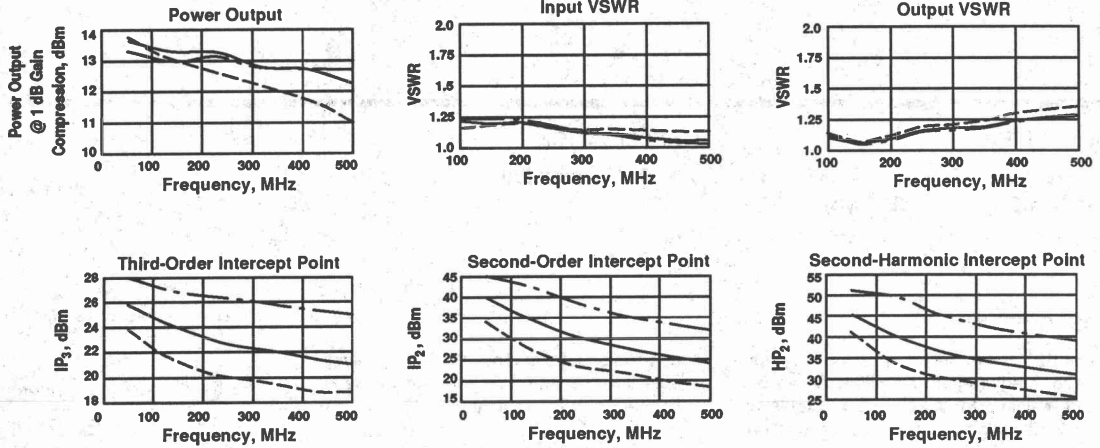 Power Output
Power Output
@ 1 dB Gain
Compression, dBm
14
13
12
11
10
0 100 200 300 400 500
Frequency, MHz
Input VSWR
VSWR
2.0
1.75
1.5
1.25
1.0
100 200 300 400 500
Frequency, MHz
Output VSWR
VSWR
2.0
1.75
1.5
1.25
1.0
100 200 300 400 500
Frequency, MHz
Third-Order Intercept Point
IP3, dBm
28
26
24
22
20
18
0 100 200 300 400 500
Frequency, MHz
Second-Order Intercept Point
IP2, dBm
45
40
35
30
25
20
15
0 100 200 300 400 500
Frequency, MHz
Second-Harmonic Intercept Point
HP2, dBm
55
50
45
40
35
30
25
0 100 200 300 400 500
Frequency, MHz